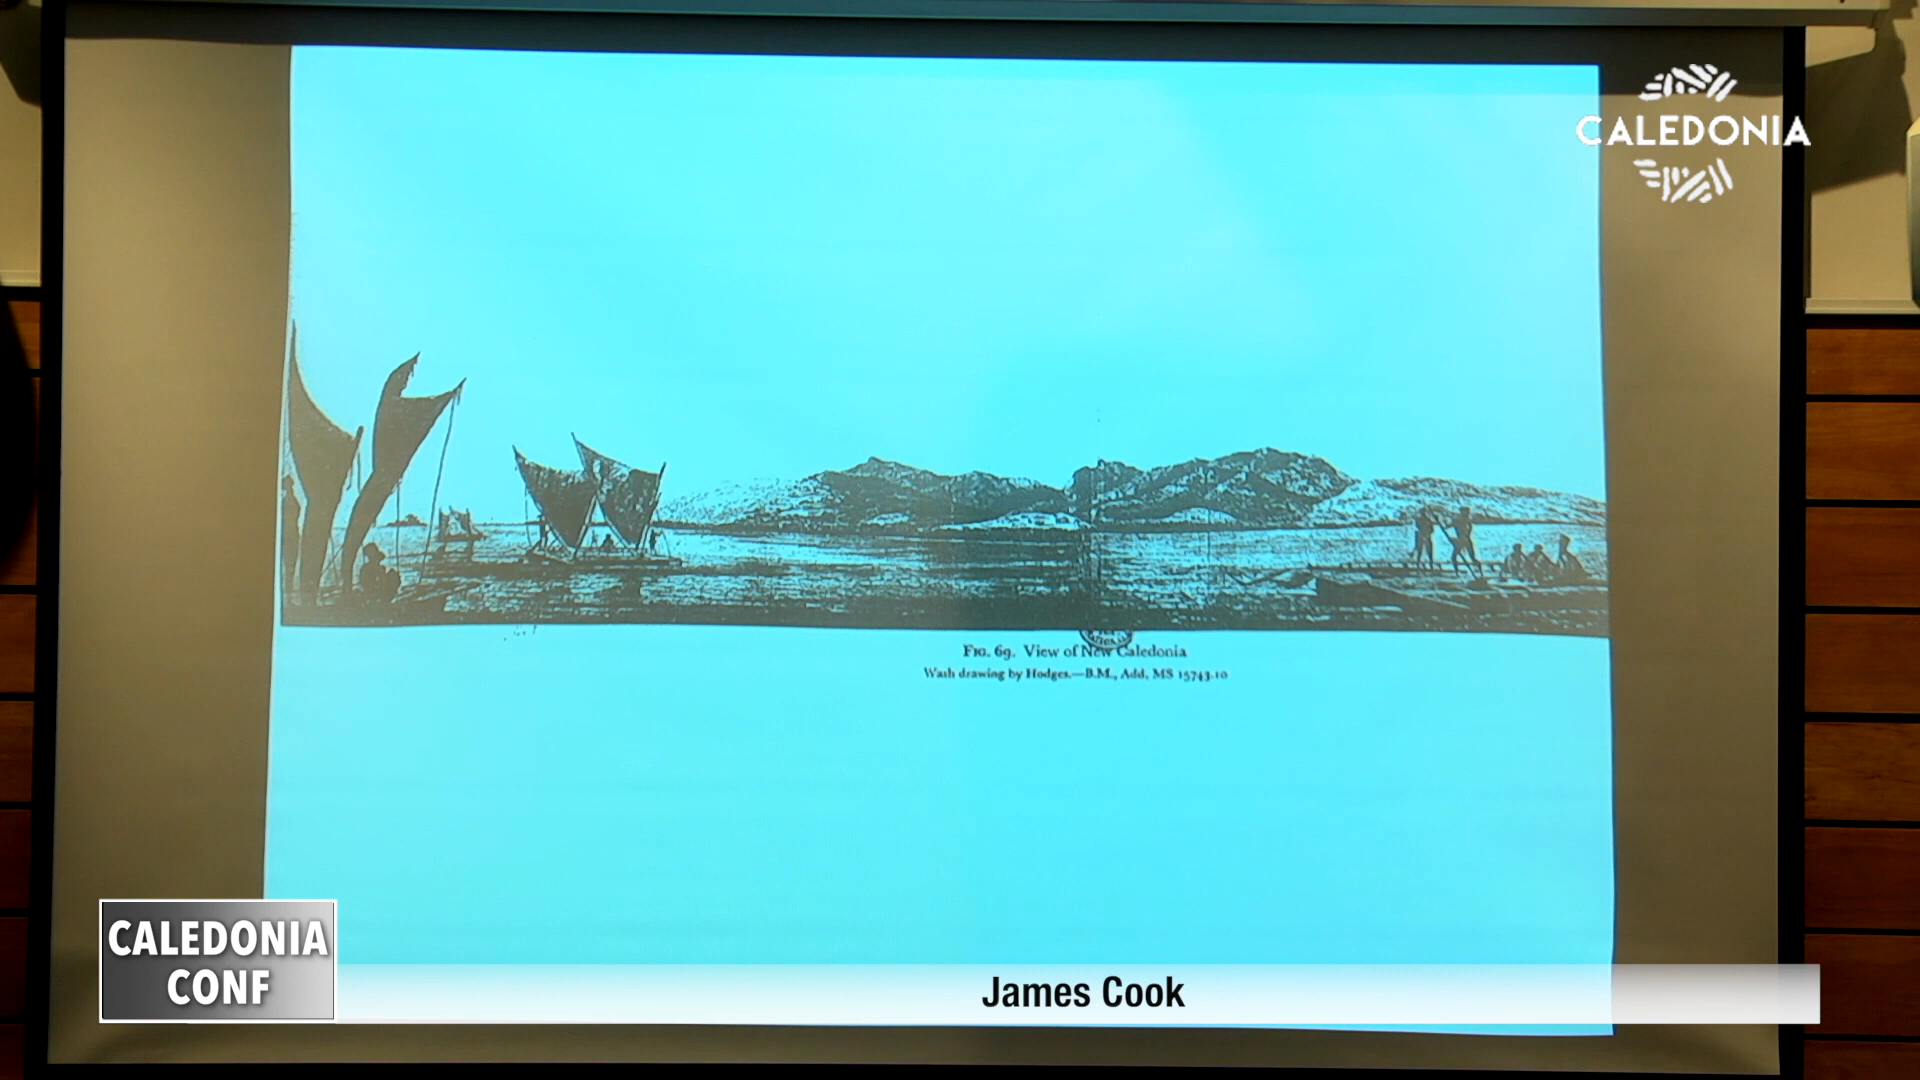 CALEDONIA
FIG. 69. View of New Caledonia
Wash drawing by Hodges.—B.M., Add. MS 15743.10
CALEDONIA
CONF
James Cook